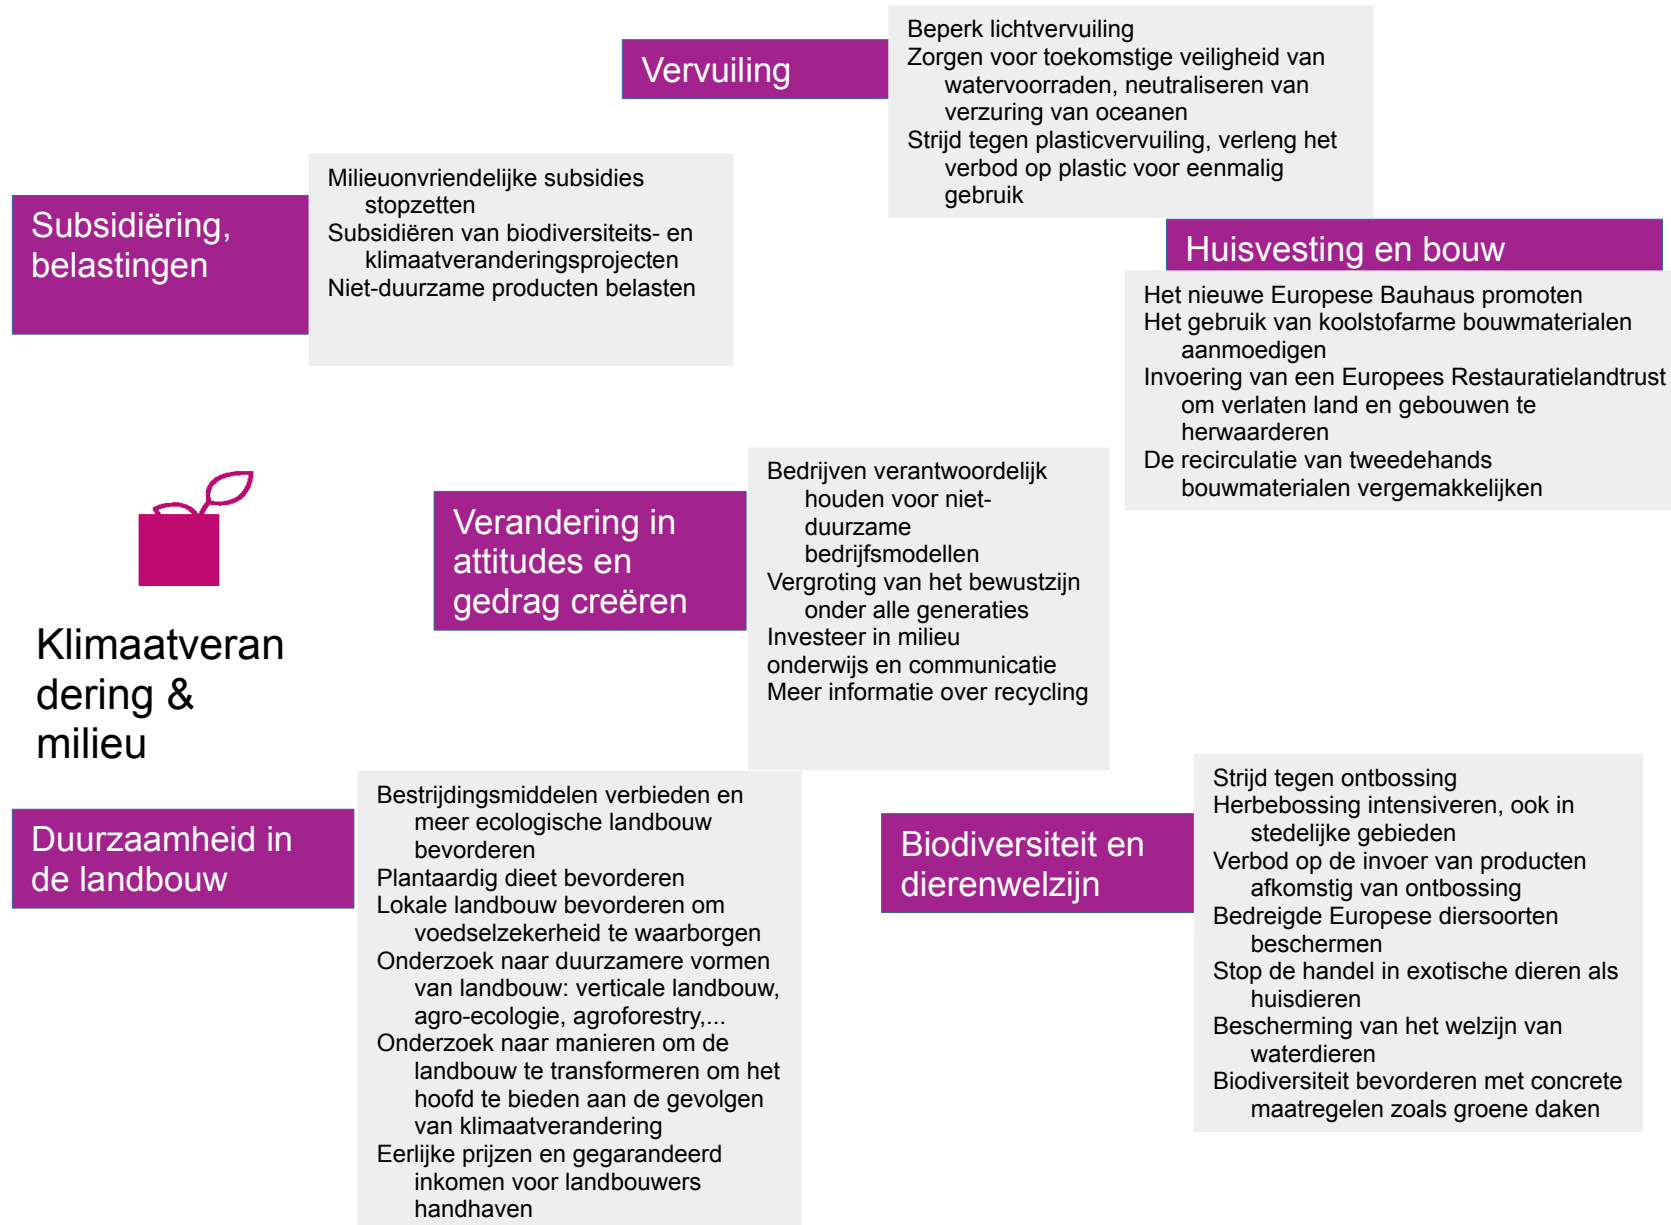 Vervuiling
Beperk lichtvervuiling
Zorgen voor toekomstige veiligheid van
watervoorraden, neutraliseren van
verzuring van oceanen
Strijd tegen plasticvervuiling, verleng het
verbod op plastic voor eenmalig
gebruik
Subsidiëring,
belastingen
Milieuonvriendelijke subsidies
stopzetten
Subsidiëren van biodiversiteits- en
klimaatveranderingsprojecten
Niet-duurzame producten belasten
Huisvesting en bouw
Het nieuwe Europese Bauhaus promoten
Het gebruik van koolstofarme bouwmaterialen
aanmoedigen
Invoering van een Europees Restauratielandtrust
om verlaten land en gebouwen te
herwaarderen
De recirculatie van tweedehands
bouwmaterialen vergemakkelijken
Klimaatveran
dering &
milieu
Verandering in
attitudes en
gedrag creëren
Bedrijven verantwoordelijk
houden voor niet-
duurzame
bedrijfsmodellen
Vergroting van het bewustzijn
onder alle generaties
Investeer in milieu
onderwijs en communicatie
Meer informatie over recycling
Duurzaamheid in
de landbouw
Bestrijdingsmiddelen verbieden en
meer ecologische landbouw
bevorderen
Plantaardig dieet bevorderen
Lokale landbouw bevorderen om
voedselzekerheid te waarborgen
Onderzoek naar duurzamere vormen
van landbouw: verticale landbouw,
agro-ecologie, agroforestry,...
Onderzoek naar manieren om de
landbouw te transformeren om het
hoofd te bieden aan de gevolgen
van klimaatverandering
Eerlijke prijzen en gegarandeerd
inkomen voor landbouwers
handhaven
Biodiversiteit en
dierenwelzijn
Strijd tegen ontbossing
Herbebossing intensiveren, ook in
stedelijke gebieden
Verbod op de invoer van producten
afkomstig van ontbossing
Bedreigde Europese diersoorten
beschermen
Stop de handel in exotische dieren als
huisdieren
Bescherming van het welzijn van
waterdieren
Biodiversiteit bevorderen met concrete
maatregelen zoals groene daken